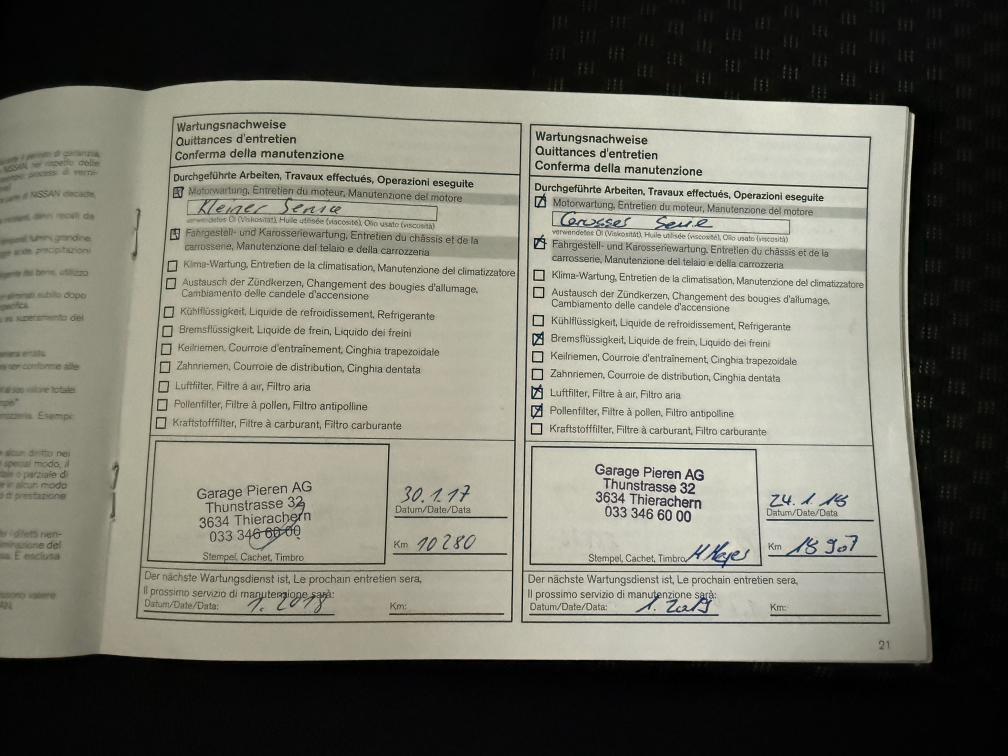 Wartungsnachweise
Quittances d'entretien
Conferma della manutenzione
Durchgeführte Arbeiten, Travaux effectués, Operazioni eseguite
Motorwartung, Entretien du moteur, Manutenzione del motore
Kleiner Service
verwendetes Öl (Viskosität), Huile utilisée (viscosité), Olio usato (viscosità)
Fahrgestell- und Karosseriewartung, Entretien du châssis et de la
carrosserie, Manutenzione del telaio e della carrozzeria
Klima-Wartung, Entretien de la climatisation, Manutenzione del climatizzatore
Austausch der Zündkerzen, Changement des bougies d'allumage,
Cambiamento delle candele d'accensione
Kühlflüssigkeit, Liquide de refroidissement, Refrigerante
Bremsflüssigkeit, Liquide de frein, Liquido dei freini
Keilriemen, Courroie d'entraînement, Cinghia trapezoidale
Zahnriemen, Courroie de distribution, Cinghia dentata
Luftfilter, Filtre à air, Filtro aria
Pollenfilter, Filtre à pollen, Filtro antipolline
Kraftstofffilter, Filtre à carburant, Filtro carburante
Garage Pieren AG
Thunstrasse 32
3634 Thierachern
033 346 60 00
Stempel, Cachet, Timbro
30.1.17
Datum/Date/Data
Km 10280
Der nächste Wartungsdienst ist, Le prochain entretien sera,
Il prossimo servizio di manutenzione sarà:
Datum/Date/Data: 1. 2018 Km:
Wartungsnachweise
Quittances d'entretien
Conferma della manutenzione
Durchgeführte Arbeiten, Travaux effectués, Operazioni eseguite
Motorwartung, Entretien du moteur, Manutenzione del motore
Grosses Service
verwendetes Öl (Viskosität), Huile utilisée (viscosité), Olio usato (viscosità)
Fahrgestell- und Karosseriewartung, Entretien du châssis et de la
carrosserie, Manutenzione del telaio e della carrozzeria
Klima-Wartung, Entretien de la climatisation, Manutenzione del climatizzatore
Austausch der Zündkerzen, Changement des bougies d'allumage,
Cambiamento delle candele d'accensione
Kühlflüssigkeit, Liquide de refroidissement, Refrigerante
Bremsflüssigkeit, Liquide de frein, Liquido dei freini
Keilriemen, Courroie d'entraînement, Cinghia trapezoidale
Zahnriemen, Courroie de distribution, Cinghia dentata
Luftfilter, Filtre à air, Filtro aria
Pollenfilter, Filtre à pollen, Filtro antipolline
Kraftstofffilter, Filtre à carburant, Filtro carburante
Garage Pieren AG
Thunstrasse 32
3634 Thierachern
033 346 60 00
Stempel, Cachet, Timbro
24.1.18
Datum/Date/Data
Km 18907
Der nächste Wartungsdienst ist, Le prochain entretien sera,
Il prossimo servizio di manutenzione sarà:
Datum/Date/Data: 1. 2019 Km:
21